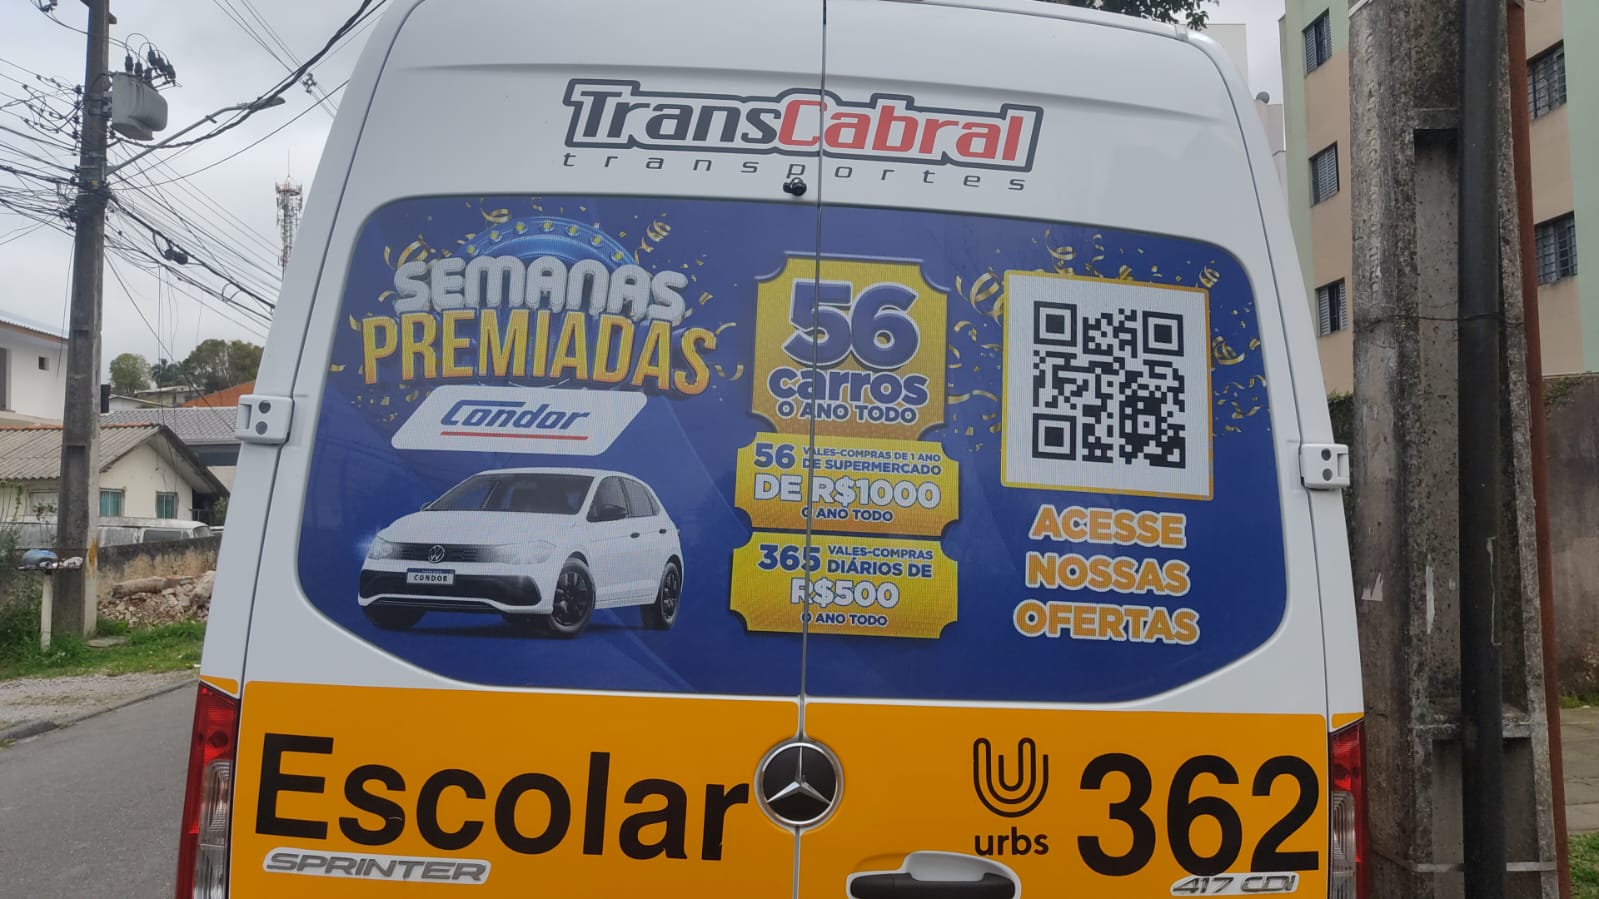 TransCabral
transportes
SEMANAS
PREMIADAS
Condor
CONDOR
56
carros
O ANO TODO
56 VALES-COMPRAS DE 1 ANO
DE SUPERMERCADO
DE R$1000
O ANO TODO
365 VALES-COMPRAS
DIÁRIOS DE
R$500
O ANO TODO
ACESSE
NOSSAS
OFERTAS
Escolar
SPRINTER
urbs
362
417 CDI